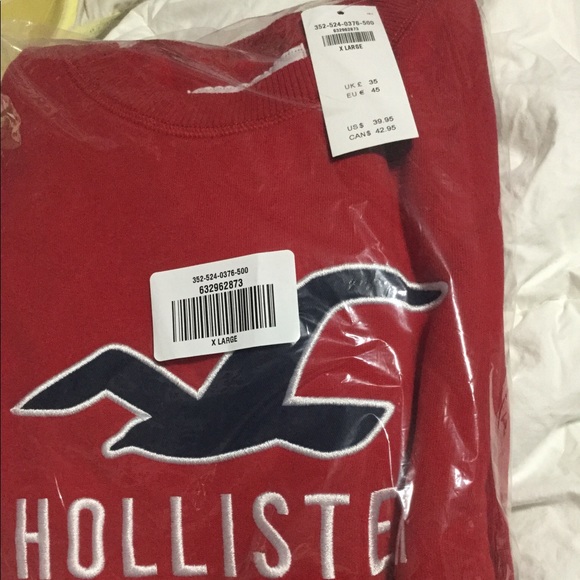 352-524-0376-500
632962873
X LARGE
UK £ 35
EU € 45
US $ 39.95
CAN $ 42.95
352-524-0376-500
632962873
X LARGE
HOLLISTE